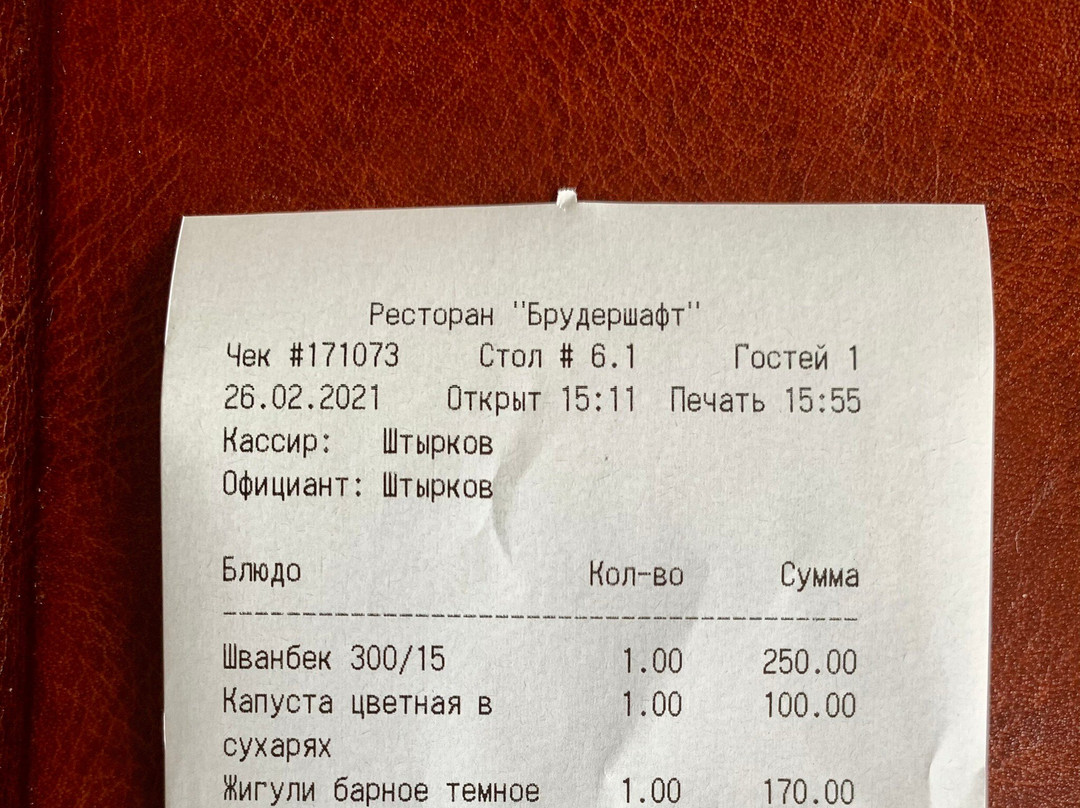 Ресторан "Брудершафт"
Чек #171073 Стол # 6.1 Гостей 1
26.02.2021 Открыт 15:11 Печать 15:55
Кассир: Штырков
Официант: Штырков
Блюдо Кол-во Сумма
--------------------------------------------
Шванбек 300/15 1.00 250.00
Капуста цветная в 1.00 100.00
сухарях
Жигули барное темное 1.00 170.00